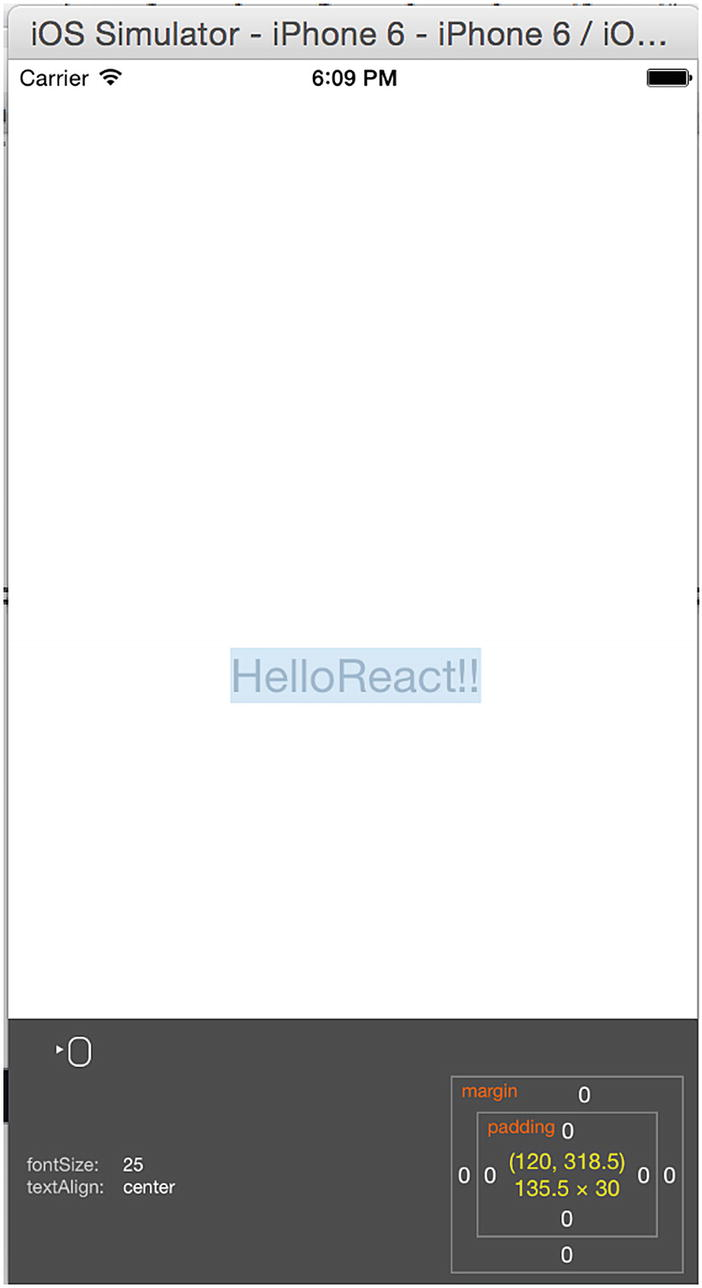 iOS Simulator - iPhone 6 - iPhone 6 / iO...
Carrier 6:09 PM
HelloReact!!
margin 0
padding 0
fontSize: 25
textAlign: center
0 0 (120, 318.5) 0 0
135.5 × 30
0
0